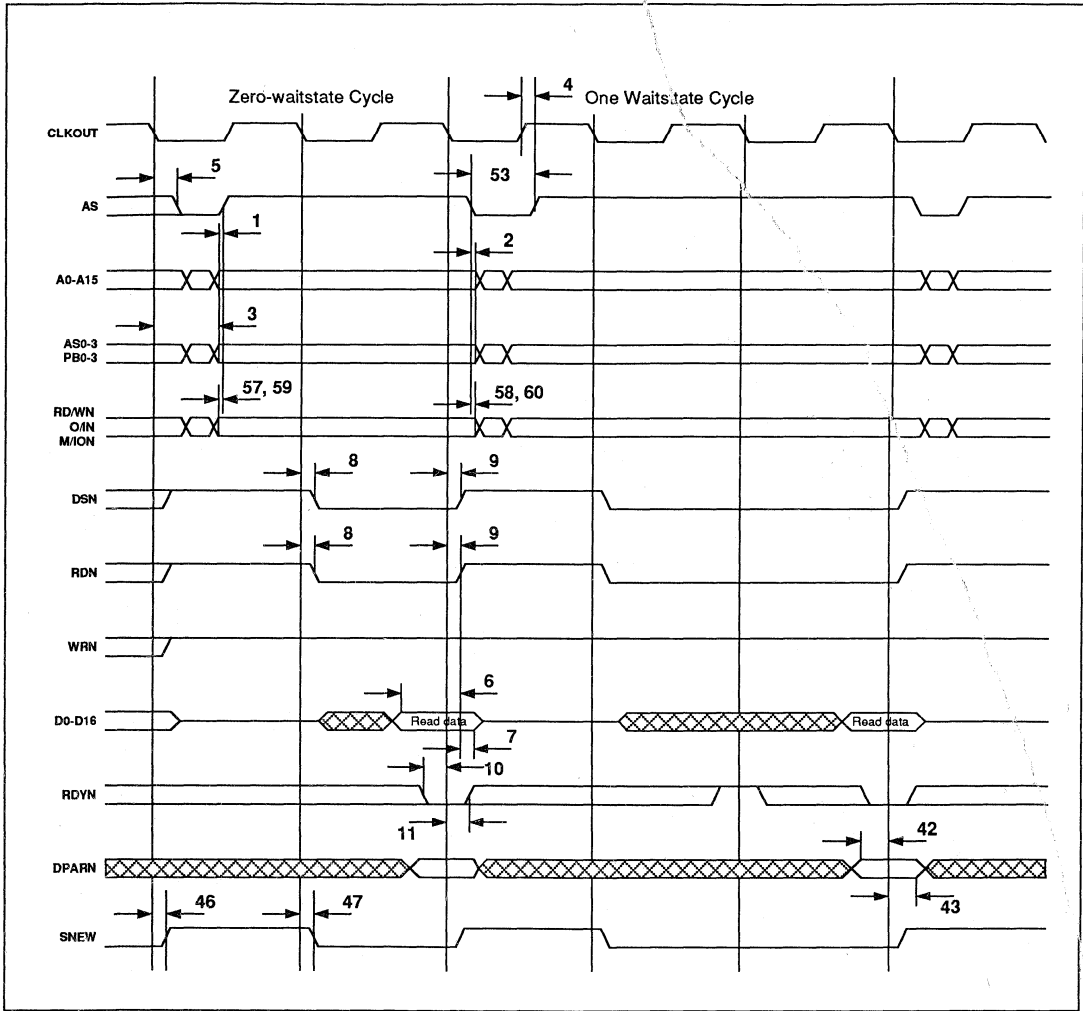 Zero-waitstate Cycle
4
One Waitstate Cycle
CLKOUT
5
53
AS
1
2
A0-A15
3
AS0-3
PB0-3
57, 59
58, 60
RD/WN
O/IN
M/ION
8
9
DSN
8
9
RDN
WRN
6
D0-D16
Read data
Read data
7
10
RDYN
11
42
DPARN
43
46
47
SNEW